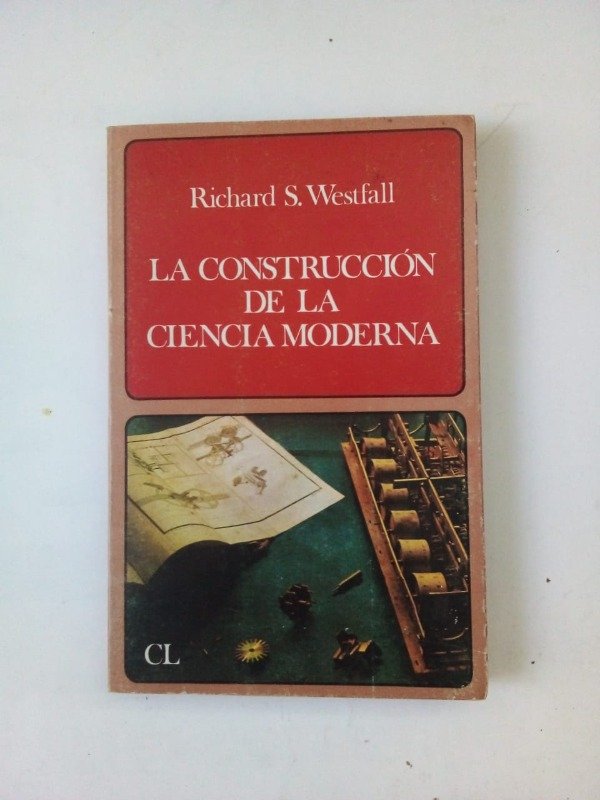 Richard S. Westfall
LA CONSTRUCCIÓN
DE LA
CIENCIA MODERNA
CL